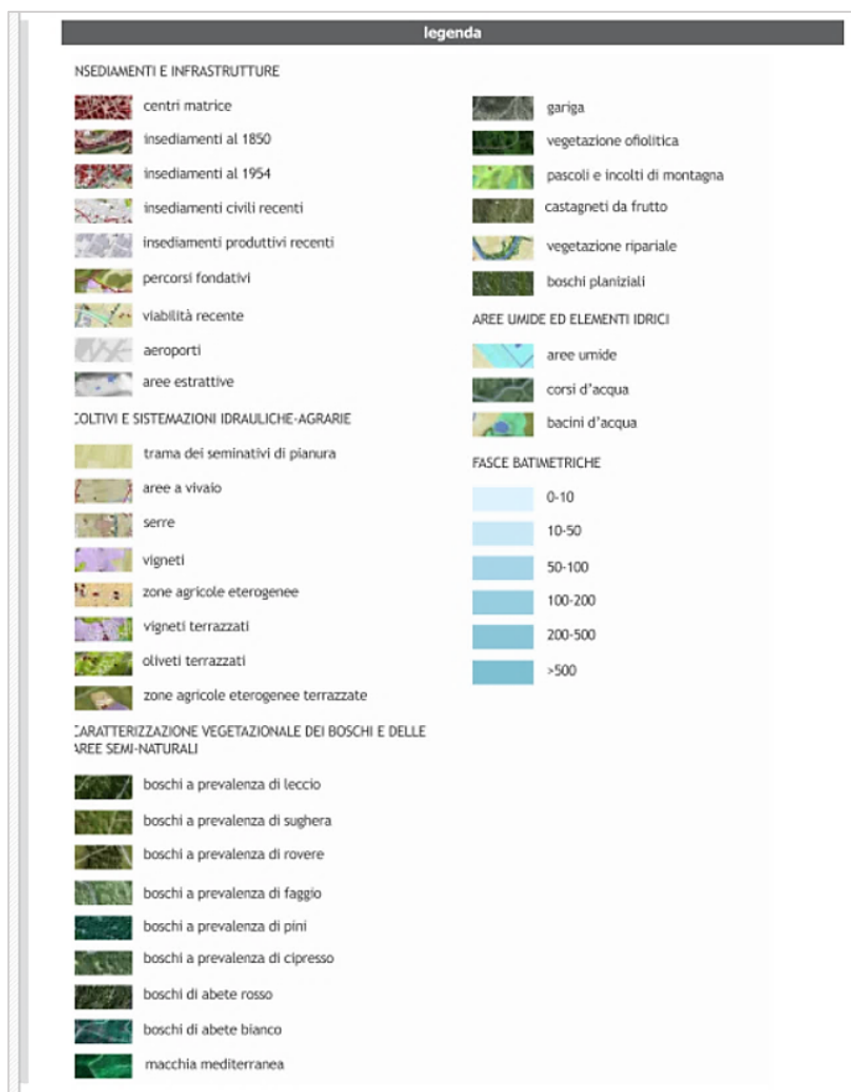 legenda
NSEDIAMENTI E INFRASTRUTTURE
centri matrice
insediamenti al 1850
insediamenti al 1954
insediamenti civili recenti
insediamenti produttivi recenti
percorsi fondativi
viabilità recente
aeroporti
aree estrattive
COLTIVI E SISTEMAZIONI IDRAULICHE-AGRARIE
trama dei seminativi di pianura
aree a vivaio
serre
vigneti
zone agricole eterogenee
vigneti terrazzati
oliveti terrazzati
zone agricole eterogenee terrazzate
CARATTERIZZAZIONE VEGETAZIONALE DEI BOSCHI E DELLE
AREE SEMI-NATURALI
boschi a prevalenza di leccio
boschi a prevalenza di sughera
boschi a prevalenza di rovere
boschi a prevalenza di faggio
boschi a prevalenza di pini
boschi a prevalenza di cipresso
boschi di abete rosso
boschi di abete bianco
macchia mediterranea
gariga
vegetazione ofiolitica
pascoli e incolti di montagna
castagneti da frutto
vegetazione ripariale
boschi planiziali
AREE UMIDE ED ELEMENTI IDRICI
aree umide
corsi d'acqua
bacini d'acqua
FASCE BATIMETRICHE
0-10
10-50
50-100
100-200
200-500
>500